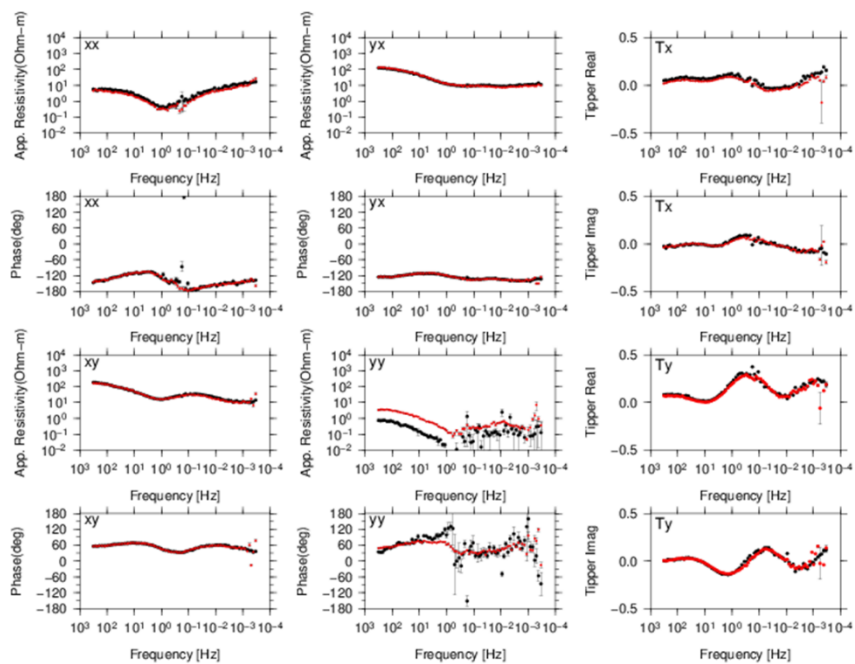 App. Resistivity(Ohm−m)
10⁴
10³
10²
10¹
10⁰
10⁻¹
10⁻²
xx
10³ 10² 10¹ 10⁰ 10⁻¹ 10⁻² 10⁻³ 10⁻⁴
Frequency [Hz]
App. Resistivity(Ohm−m)
10⁴
10³
10²
10¹
10⁰
10⁻¹
10⁻²
yx
10³ 10² 10¹ 10⁰ 10⁻¹ 10⁻² 10⁻³ 10⁻⁴
Frequency [Hz]
Tipper Real
0.5
0.0
−0.5
Tx
10³ 10² 10¹ 10⁰ 10⁻¹ 10⁻² 10⁻³ 10⁻⁴
Frequency [Hz]
Phase(deg)
180
120
60
0
−60
−120
−180
xx
10³ 10² 10¹ 10⁰ 10⁻¹ 10⁻² 10⁻³ 10⁻⁴
Frequency [Hz]
Phase(deg)
180
120
60
0
−60
−120
−180
yx
10³ 10² 10¹ 10⁰ 10⁻¹ 10⁻² 10⁻³ 10⁻⁴
Frequency [Hz]
Tipper Imag
0.5
0.0
−0.5
Tx
10³ 10² 10¹ 10⁰ 10⁻¹ 10⁻² 10⁻³ 10⁻⁴
Frequency [Hz]
App. Resistivity(Ohm−m)
10⁴
10³
10²
10¹
10⁰
10⁻¹
10⁻²
xy
10³ 10² 10¹ 10⁰ 10⁻¹ 10⁻² 10⁻³ 10⁻⁴
Frequency [Hz]
App. Resistivity(Ohm−m)
10⁴
10³
10²
10¹
10⁰
10⁻¹
10⁻²
yy
10³ 10² 10¹ 10⁰ 10⁻¹ 10⁻² 10⁻³ 10⁻⁴
Frequency [Hz]
Tipper Real
0.5
0.0
−0.5
Ty
10³ 10² 10¹ 10⁰ 10⁻¹ 10⁻² 10⁻³ 10⁻⁴
Frequency [Hz]
Phase(deg)
180
120
60
0
−60
−120
−180
xy
10³ 10² 10¹ 10⁰ 10⁻¹ 10⁻² 10⁻³ 10⁻⁴
Frequency [Hz]
Phase(deg)
180
120
60
0
−60
−120
−180
yy
10³ 10² 10¹ 10⁰ 10⁻¹ 10⁻² 10⁻³ 10⁻⁴
Frequency [Hz]
Tipper Imag
0.5
0.0
−0.5
Ty
10³ 10² 10¹ 10⁰ 10⁻¹ 10⁻² 10⁻³ 10⁻⁴
Frequency [Hz]